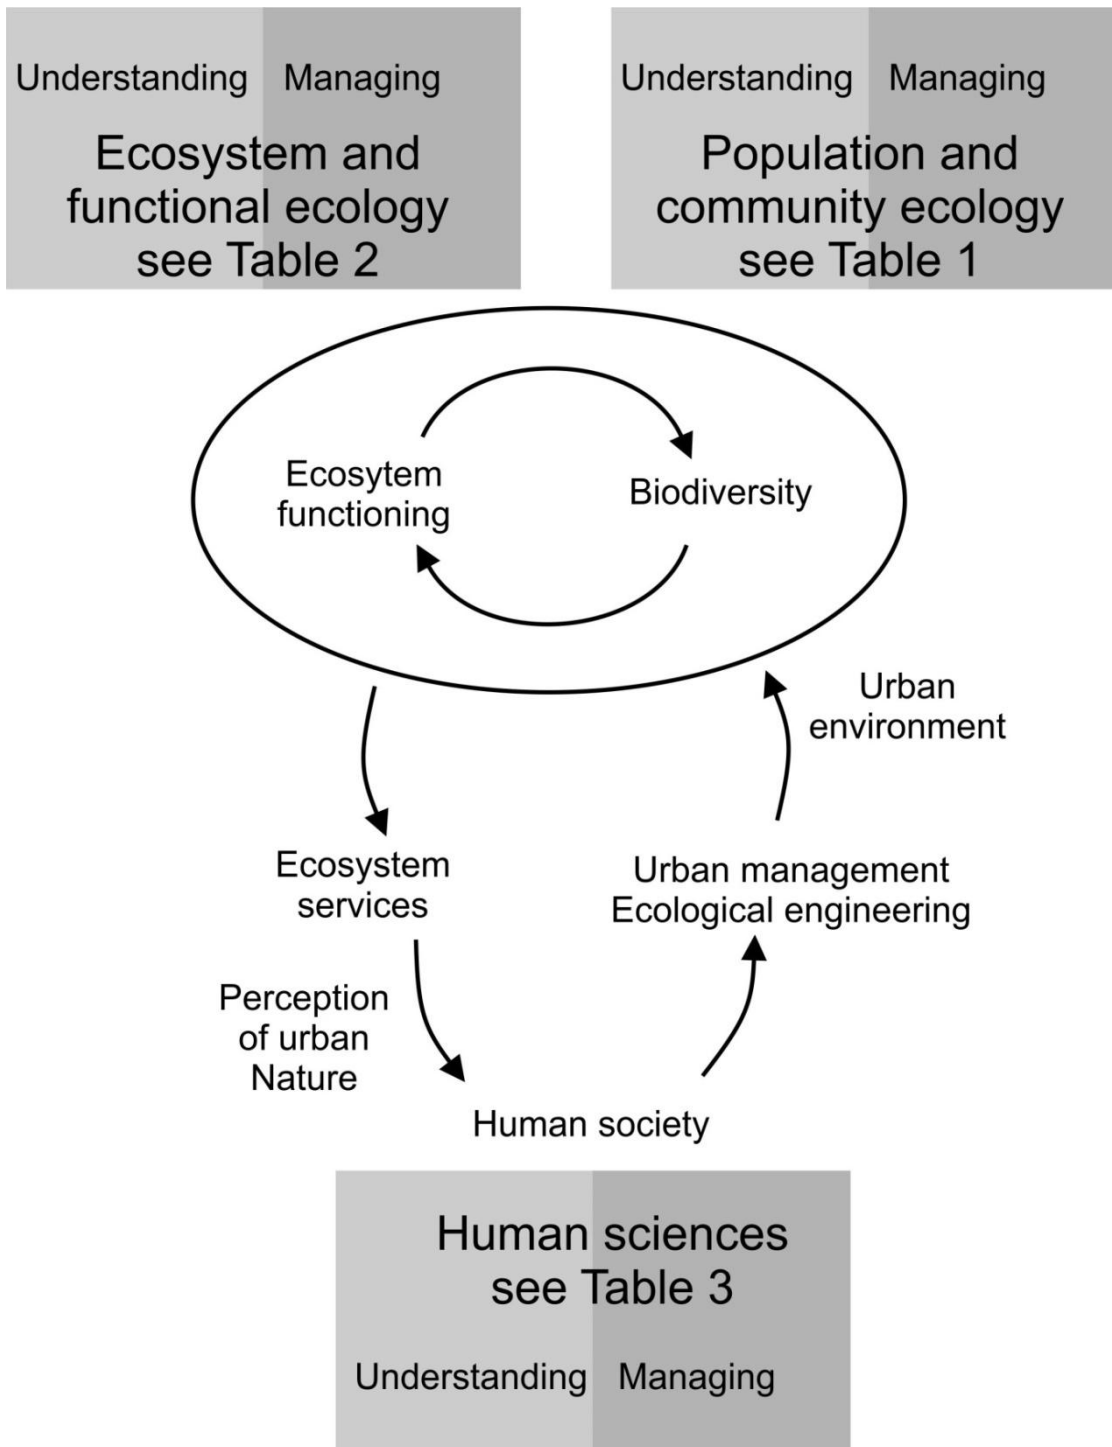 Understanding Managing
Ecosystem and
functional ecology
see Table 2
Understanding Managing
Population and
community ecology
see Table 1
Ecosytem
functioning
Biodiversity
Urban
environment
Ecosystem
services
Urban management
Ecological engineering
Perception
of urban
Nature
Human society
Human sciences
see Table 3
Understanding Managing